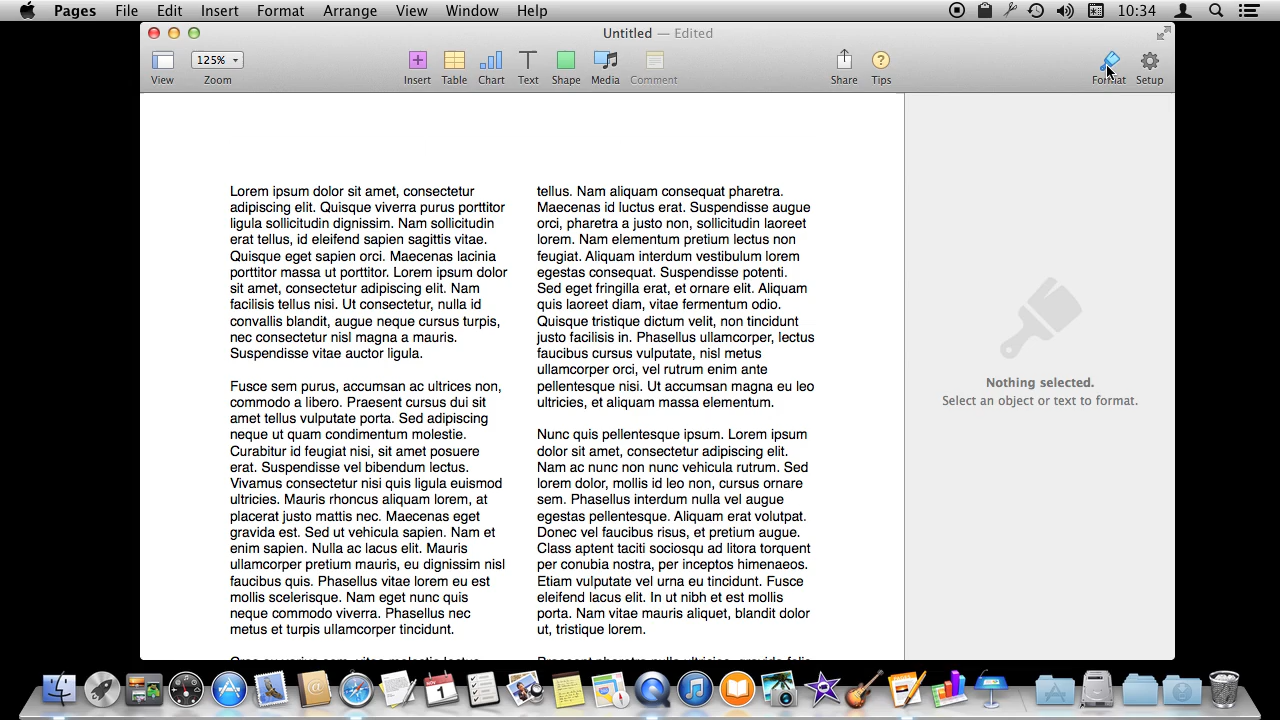 Pages File Edit Insert Format Arrange View Window Help 10:34
Untitled — Edited
125%
View Zoom Insert Table Chart Text Shape Media Comment Share Tips Format Setup
Lorem ipsum dolor sit amet, consectetur
adipiscing elit. Quisque viverra purus porttitor
ligula sollicitudin dignissim. Nam sollicitudin
erat tellus, id eleifend sapien sagittis vitae.
Quisque eget sapien orci. Maecenas lacinia
porttitor massa ut porttitor. Lorem ipsum dolor
sit amet, consectetur adipiscing elit. Nam
facilisis tellus nisi. Ut consectetur, nulla id
convallis blandit, augue neque cursus turpis,
nec consectetur nisl magna a mauris.
Suspendisse vitae auctor ligula.
Fusce sem purus, accumsan ac ultrices non,
commodo a libero. Praesent cursus dui sit
amet tellus vulputate porta. Sed adipiscing
neque ut quam condimentum molestie.
Curabitur id feugiat nisi, sit amet posuere
erat. Suspendisse vel bibendum lectus.
Vivamus consectetur nisi quis ligula euismod
ultricies. Mauris rhoncus aliquam lorem, at
placerat justo mattis nec. Maecenas eget
gravida est. Sed ut vehicula sapien. Nam et
enim sapien. Nulla ac lacus elit. Mauris
ullamcorper pretium mauris, eu dignissim nisl
faucibus quis. Phasellus vitae lorem eu est
mollis scelerisque. Nam eget nunc quis
neque commodo viverra. Phasellus nec
metus et turpis ullamcorper tincidunt.
tellus. Nam aliquam consequat pharetra.
Maecenas id luctus erat. Suspendisse augue
orci, pharetra a justo non, sollicitudin laoreet
lorem. Nam elementum pretium lectus non
feugiat. Aliquam interdum vestibulum lorem
egestas consequat. Suspendisse potenti.
Sed eget fringilla erat, et ornare elit. Aliquam
quis laoreet diam, vitae fermentum odio.
Quisque tristique dictum velit, non tincidunt
justo facilisis in. Phasellus ullamcorper, lectus
faucibus cursus vulputate, nisl metus
ullamcorper orci, vel rutrum enim ante
pellentesque nisi. Ut accumsan magna eu leo
ultricies, et aliquam massa elementum.
Nunc quis pellentesque ipsum. Lorem ipsum
dolor sit amet, consectetur adipiscing elit.
Nam ac nunc non nunc vehicula rutrum. Sed
lorem dolor, mollis id leo non, cursus ornare
sem. Phasellus interdum nulla vel augue
egestas pellentesque. Aliquam erat volutpat.
Donec vel faucibus risus, et pretium augue.
Class aptent taciti sociosqu ad litora torquent
per conubia nostra, per inceptos himenaeos.
Etiam vulputate vel urna eu tincidunt. Fusce
eleifend lacus elit. In ut nibh et est mollis
porta. Nam vitae mauris aliquet, blandit dolor
ut, tristique lorem.
Nothing selected.
Select an object or text to format.
1